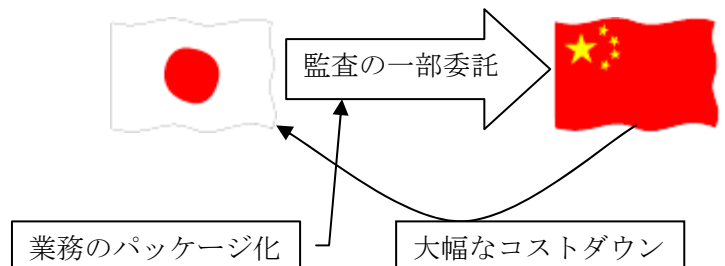 監査の一部委託
業務のパッケージ化
大幅なコストダウン